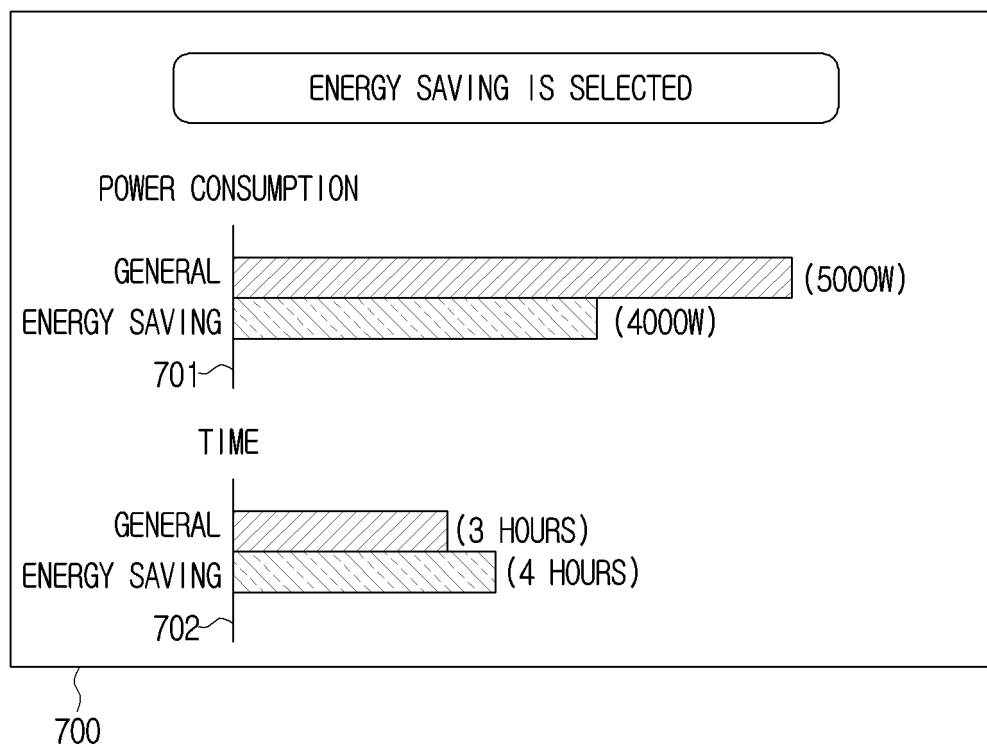 ENERGY SAVING IS SELECTED
POWER CONSUMPTION
GENERAL (5000W)
ENERGY SAVING (4000W)
701
TIME
GENERAL (3 HOURS)
ENERGY SAVING (4 HOURS)
702
700